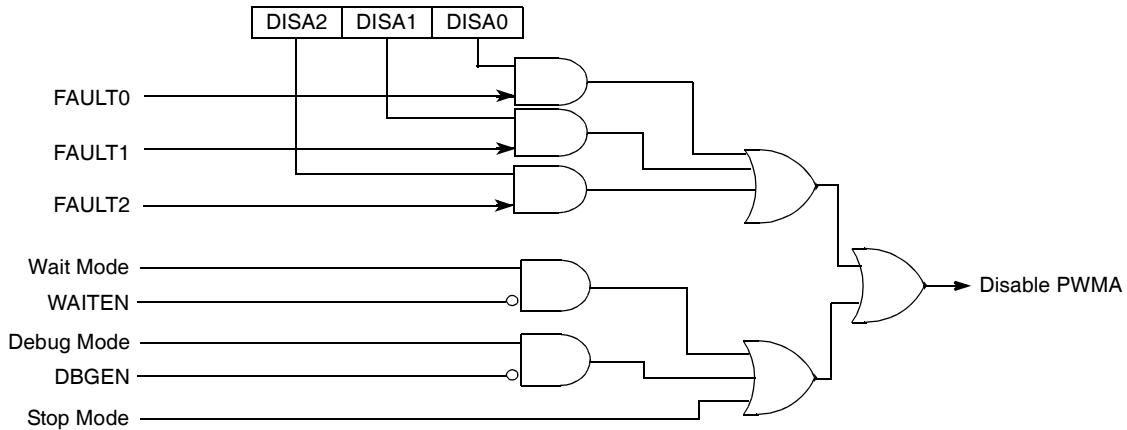 DISA2 DISA1 DISA0
FAULT0
FAULT1
FAULT2
Wait Mode
WAITEN
Debug Mode
DBGEN
Stop Mode
Disable PWMA